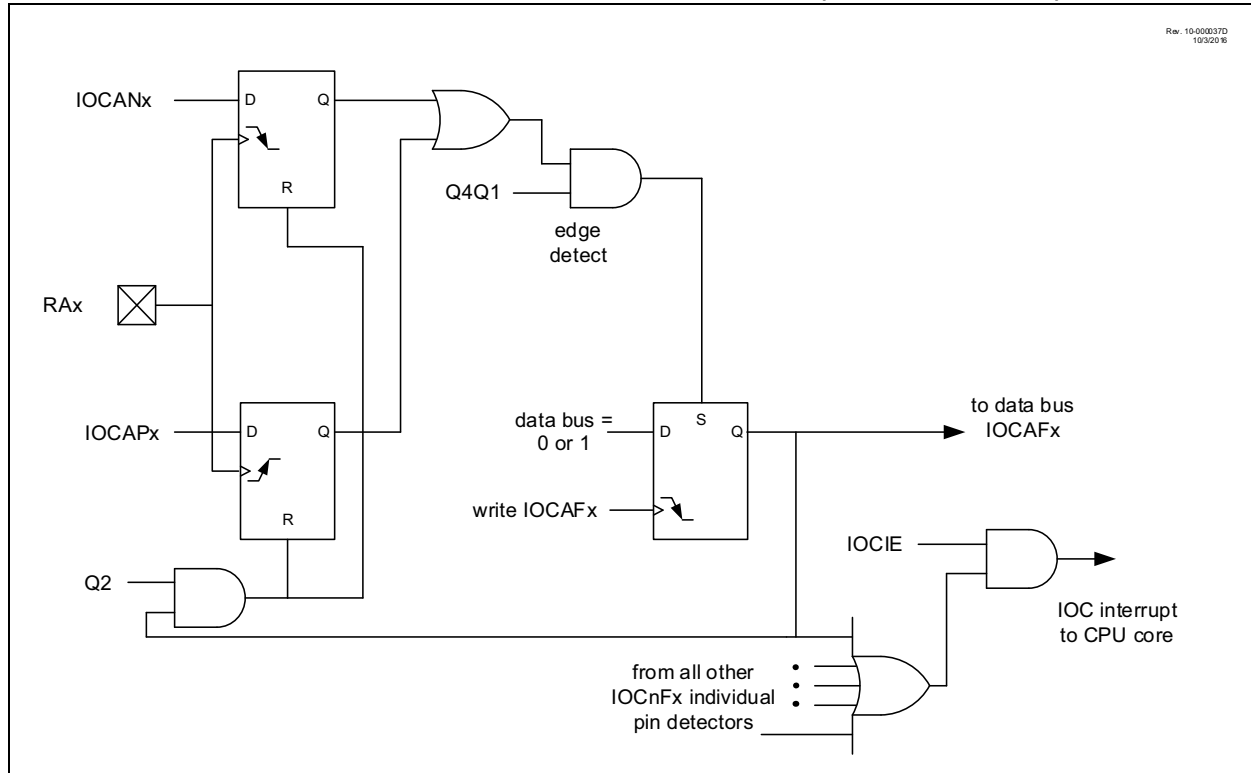 Rev. 10-000037D
10/3/2016
IOCANx
D
Q
R
Q4Q1
edge
detect
RAx
IOCAPx
D
Q
R
data bus =
0 or 1
S
D
Q
to data bus
IOCAFx
write IOCAFx
IOCIE
Q2
IOC interrupt
to CPU core
from all other
IOCnFx individual
pin detectors